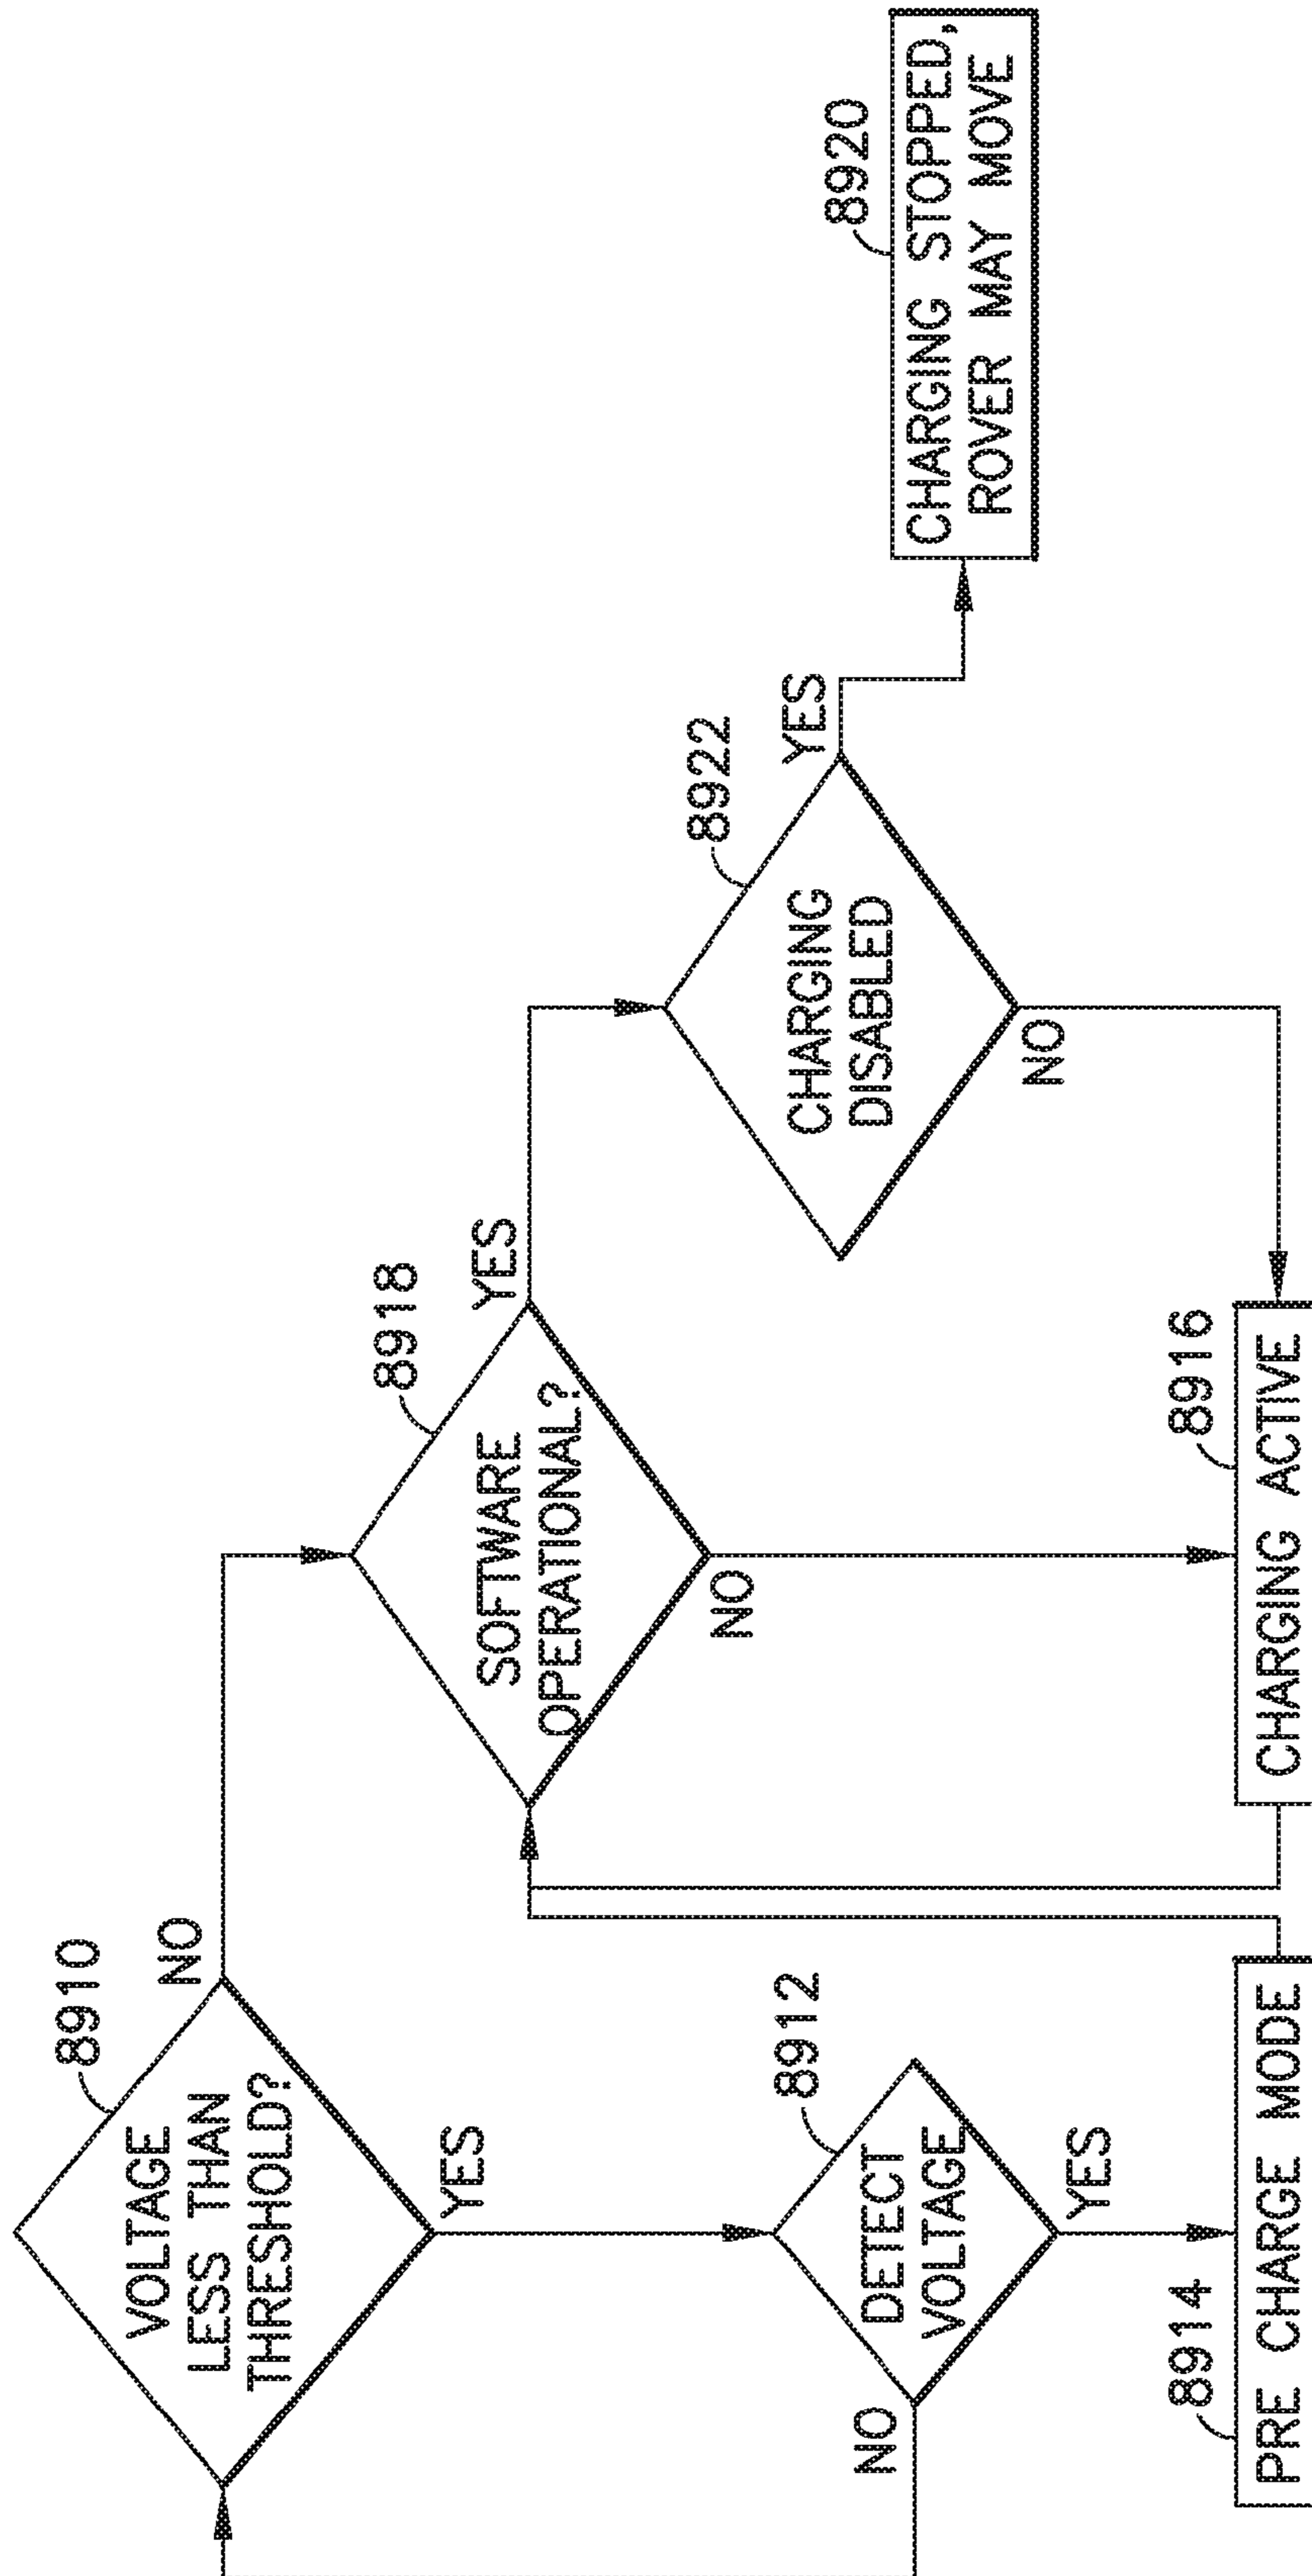 8910
VOLTAGE
LESS THAN
THRESHOLD?
NO
YES
8912
DETECT
VOLTAGE
NO
YES
8914
PRE CHARGE MODE
8918
SOFTWARE
OPERATIONAL?
YES
NO
8916
CHARGING ACTIVE
8922
CHARGING
DISABLED
YES
NO
8920
CHARGING STOPPED,
ROVER MAY MOVE